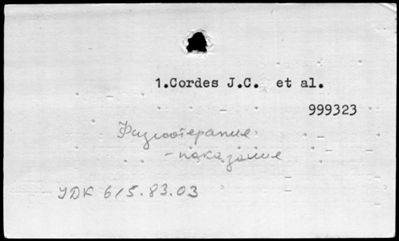 1.Cordes J.C. et al.
999323
Физиотерапия.
-показание
УДК 615.83.03